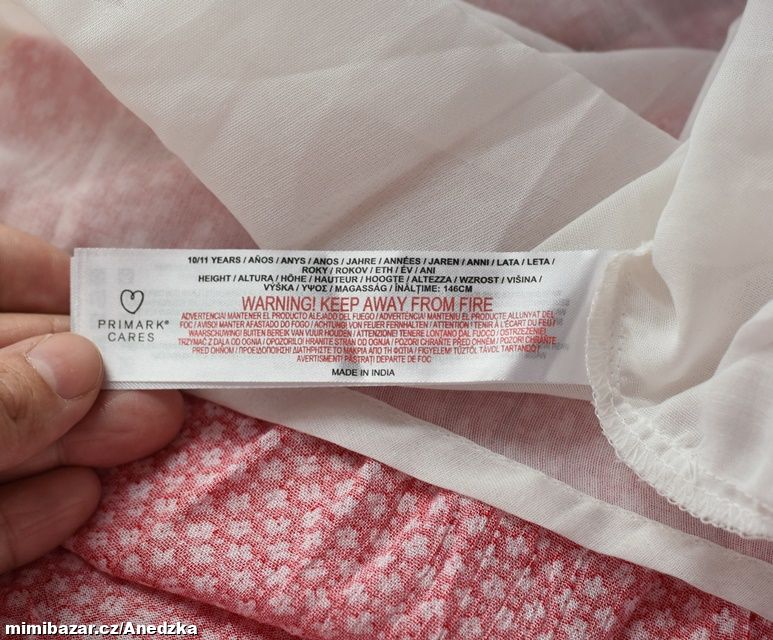 10/11 YEARS / AÑOS / ANYS / ANOS / JAHRE / ANNÉES / JAREN / ANNI / LATA / LETA /
ROKY / ROKOV / ETH / ÉV / ANI
HEIGHT / ALTURA / HÖHE / HAUTEUR / HOOGTE / ALTEZZA / WZROST / VIŠINA /
VÝŠKA / ΥΨΟΣ / MAGASSÁG / ÎNĂLȚIME: 146CM
WARNING! KEEP AWAY FROM FIRE
ADVERTENCIA! MANTENER EL PRODUCTO ALEJADO DEL FUEGO / ADVERTENCIA! MANTENIU EL PRODUCTE ALLUNYAT DEL
FOC / AVISO! MANTER AFASTADO DO FOGO / ACHTUNG! VON FEUER FERNHALTEN / ATTENTION ! TENIR À L'ÉCART DU FEU /
WAARSCHUWING! BUITEN BEREIK VAN VUUR HOUDEN / ATTENZIONE! TENERE LONTANO DAL FUOCO / OSTRZEŻENIE!
TRZYMAĆ Z DALA OD OGNIA / OPOZORILO! HRANITE STRAN OD OGNJA / POZOR! CHRAŇTE PŘED OHNĚM / POZOR! CHRÁŇTE
PRED OHŇOM / ΠΡΟΕΙΔΟΠΟΙΗΣΗ! ΔΙΑΤΗΡΗΣΤΕ ΤΟ ΜΑΚΡΙΑ ΑΠΟ ΤΗ ΦΩΤΙΑ / FIGYELEM! TŰZTŐL TÁVOL TARTANDÓ /
AVERTISMENT! PĂSTRAȚI DEPARTE DE FOC
MADE IN INDIA
PRIMARK®
CARES
mimibazar.cz/Anedzka